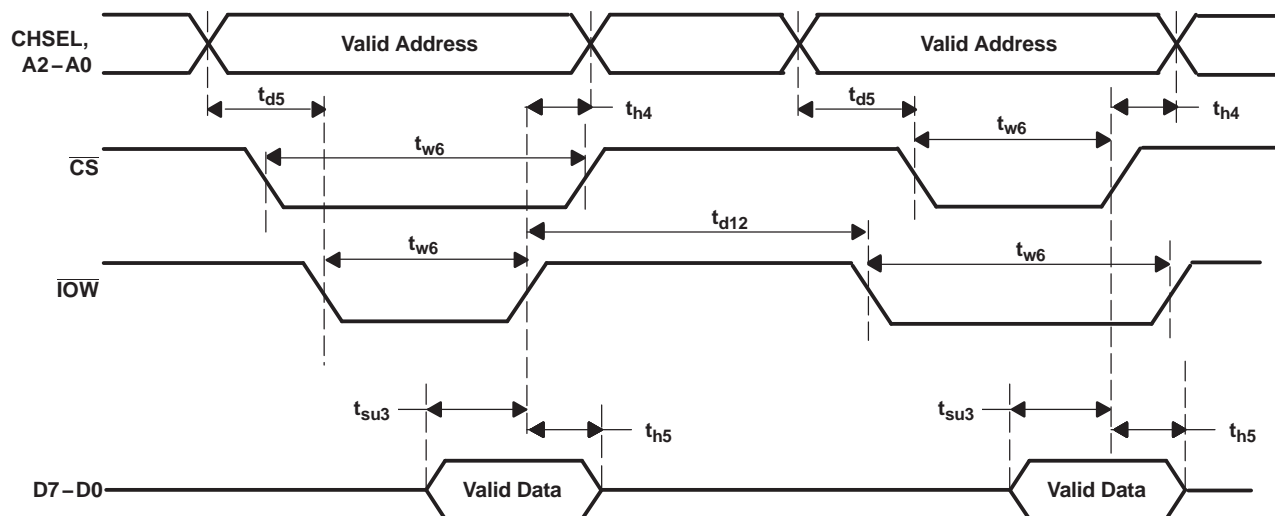 CHSEL,
A2–A0
Valid Address
Valid Address
td5
th4
td5
th4
tw6
tw6
CS
td12
tw6
tw6
IOW
tsu3
th5
tsu3
th5
D7–D0
Valid Data
Valid Data